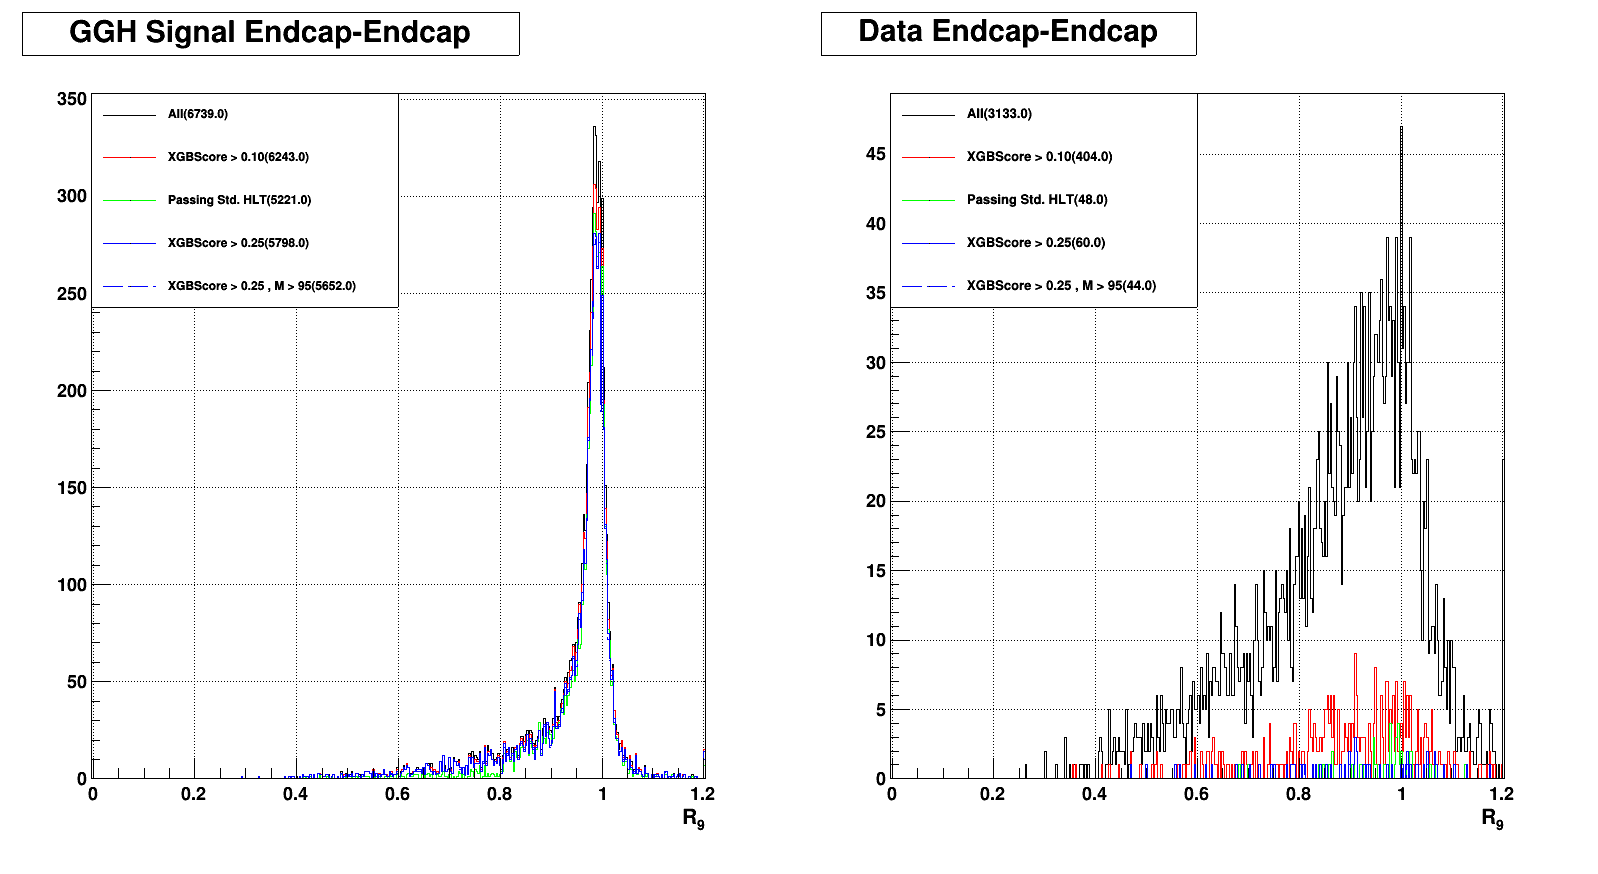 GGH Signal Endcap-Endcap
350
300
250
200
150
100
50
0
All(6739.0)
XGBScore > 0.10(6243.0)
Passing Std. HLT(5221.0)
XGBScore > 0.25(5798.0)
XGBScore > 0.25 , M > 95(5652.0)
0 0.2 0.4 0.6 0.8 1 1.2
R9
Data Endcap-Endcap
45
40
35
30
25
20
15
10
5
0
All(3133.0)
XGBScore > 0.10(404.0)
Passing Std. HLT(48.0)
XGBScore > 0.25(60.0)
XGBScore > 0.25 , M > 95(44.0)
0 0.2 0.4 0.6 0.8 1 1.2
R9